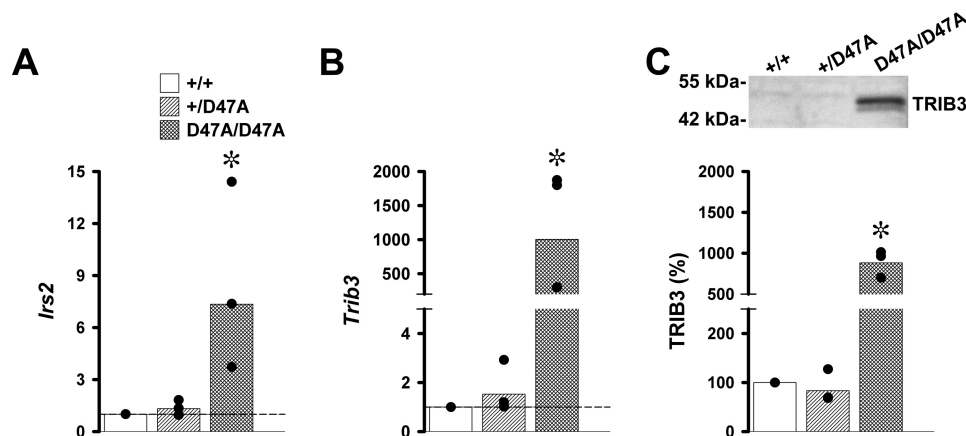 A
+/+
+/D47A
D47A/D47A
Irs2
15
12
9
6
3
0
*
B
Trib3
2000
1500
1000
500
4
2
0
*
C
+/+
+/D47A
D47A/D47A
55 kDa-
42 kDa-
TRIB3
TRIB3 (%)
2000
1500
1000
500
200
100
0
*